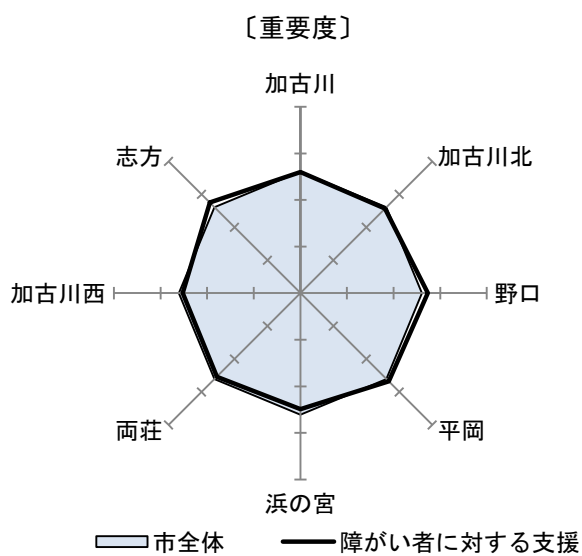 〔重要度〕
加古川
志方
加古川北
加古川西
野口
両荘
平岡
浜の宮
市全体
障がい者に対する支援